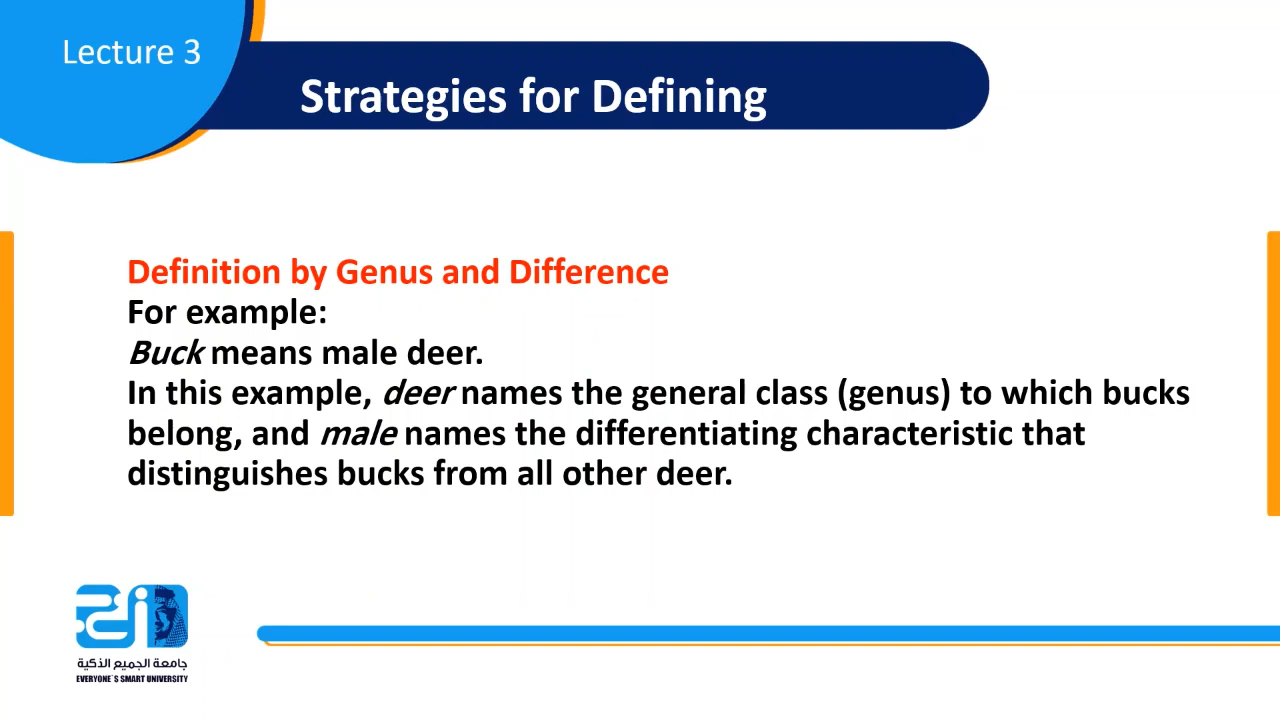 Lecture 3
Strategies for Defining
Definition by Genus and Difference
For example:
Buck means male deer.
In this example, deer names the general class (genus) to which bucks
belong, and male names the differentiating characteristic that
distinguishes bucks from all other deer.
جامعة الجميع الذكية
EVERYONE`S SMART UNIVERSITY